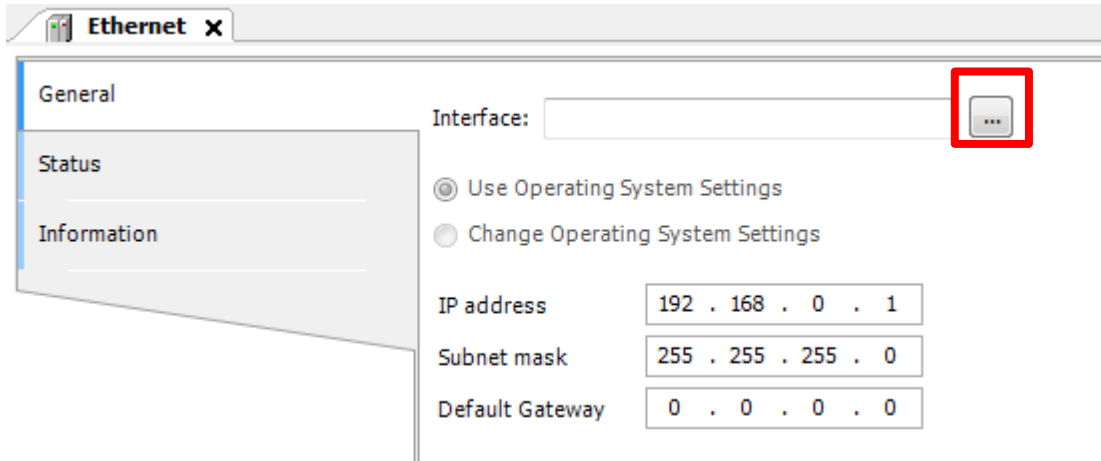 Ethernet x
General
Status
Information
Interface: ...
Use Operating System Settings
Change Operating System Settings
IP address 192 . 168 . 0 . 1
Subnet mask 255 . 255 . 255 . 0
Default Gateway 0 . 0 . 0 . 0